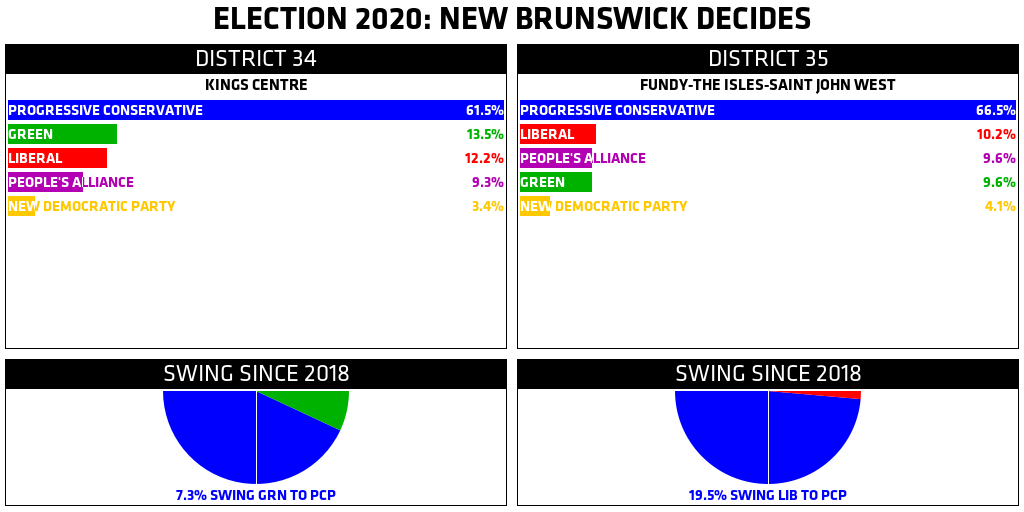 ELECTION 2020: NEW BRUNSWICK DECIDES
DISTRICT 34
KINGS CENTRE
PROGRESSIVE CONSERVATIVE 61.5%
GREEN 13.5%
LIBERAL 12.2%
PEOPLE'S ALLIANCE 9.3%
NEW DEMOCRATIC PARTY 3.4%
SWING SINCE 2018
7.3% SWING GRN TO PCP
DISTRICT 35
FUNDY-THE ISLES-SAINT JOHN WEST
PROGRESSIVE CONSERVATIVE 66.5%
LIBERAL 10.2%
PEOPLE'S ALLIANCE 9.6%
GREEN 9.6%
NEW DEMOCRATIC PARTY 4.1%
SWING SINCE 2018
19.5% SWING LIB TO PCP